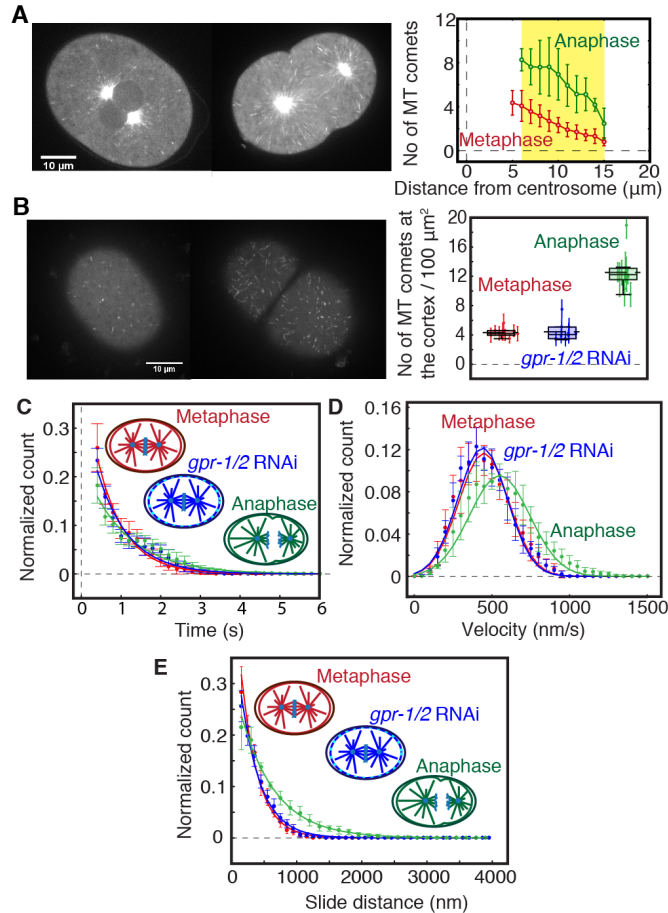 A
10 µm
No of MT comets
12
8
4
0
Anaphase
Metaphase
0 5 10 15 20
Distance from centrosome (µm)
B
10 µm
No of MT comets at
the cortex / 100 µm²
20
16
12
8
4
0
Anaphase
Metaphase
gpr-1/2 RNAi
C
Normalized count
0.3
0.2
0.1
0
Metaphase
gpr-1/2 RNAi
Anaphase
0 1 2 3 4 5 6
Time (s)
D
Normalized count
0.16
0.12
0.08
0.04
0
Metaphase
gpr-1/2 RNAi
Anaphase
0 500 1000 1500
Velocity (nm/s)
E
Normalized count
0.3
0.2
0.1
0
Metaphase
gpr-1/2 RNAi
Anaphase
0 1000 2000 3000 4000
Slide distance (nm)